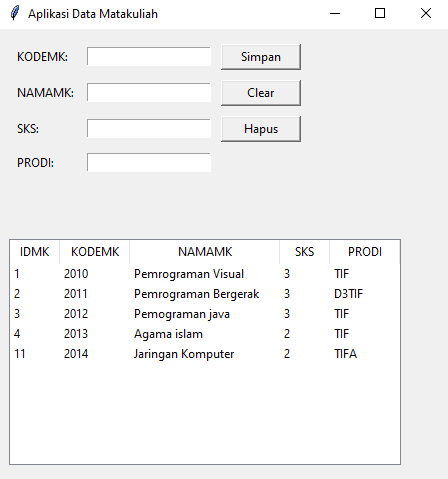 Aplikasi Data Matakuliah
KODEMK: Simpan
NAMAMK: Clear
SKS: Hapus
PRODI:
IDMK KODEMK NAMAMK SKS PRODI
1 2010 Pemrograman Visual 3 TIF
2 2011 Pemrograman Bergerak 3 D3TIF
3 2012 Pemograman java 3 TIF
4 2013 Agama islam 2 TIF
11 2014 Jaringan Komputer 2 TIFA